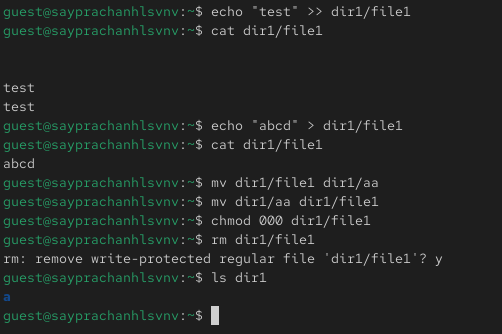 guest@sayprachanhlsvnv:~$ echo "test" >> dir1/file1
guest@sayprachanhlsvnv:~$ cat dir1/file1
test
test
guest@sayprachanhlsvnv:~$ echo "abcd" > dir1/file1
guest@sayprachanhlsvnv:~$ cat dir1/file1
abcd
guest@sayprachanhlsvnv:~$ mv dir1/file1 dir1/aa
guest@sayprachanhlsvnv:~$ mv dir1/aa dir1/file1
guest@sayprachanhlsvnv:~$ chmod 000 dir1/file1
guest@sayprachanhlsvnv:~$ rm dir1/file1
rm: remove write-protected regular file 'dir1/file1'? y
guest@sayprachanhlsvnv:~$ ls dir1
a
guest@sayprachanhlsvnv:~$